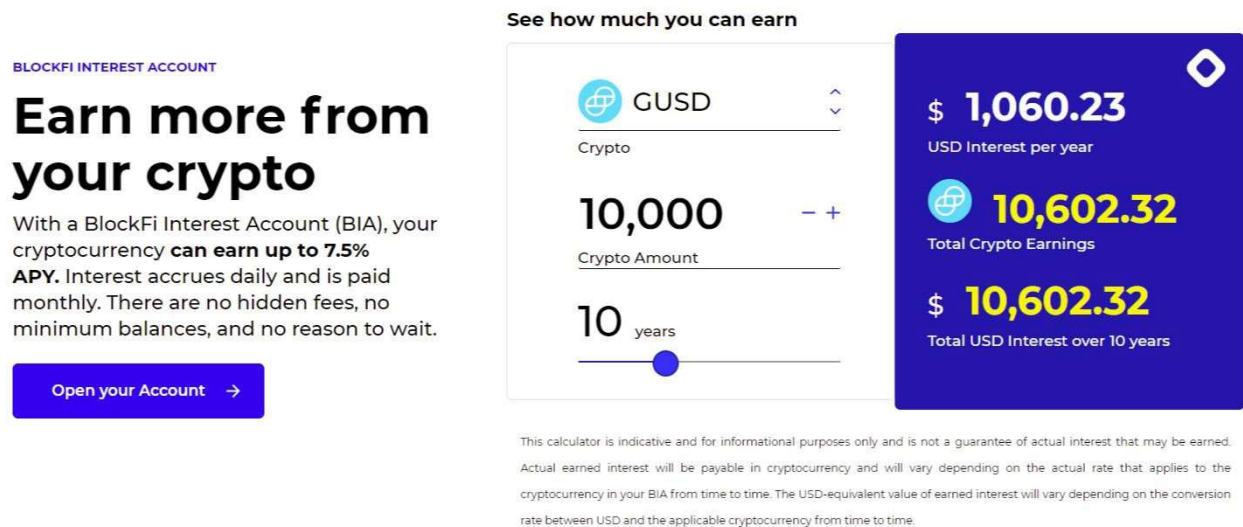 BLOCKFI INTEREST ACCOUNT
Earn more from
your crypto
With a BlockFi Interest Account (BIA), your
cryptocurrency can earn up to 7.5%
APY. Interest accrues daily and is paid
monthly. There are no hidden fees, no
minimum balances, and no reason to wait.
Open your Account →
See how much you can earn
GUSD
Crypto
10,000 − +
Crypto Amount
10 years
$ 1,060.23
USD Interest per year
10,602.32
Total Crypto Earnings
$ 10,602.32
Total USD Interest over 10 years
This calculator is indicative and for informational purposes only and is not a guarantee of actual interest that may be earned.
Actual earned interest will be payable in cryptocurrency and will vary depending on the actual rate that applies to the
cryptocurrency in your BIA from time to time. The USD-equivalent value of earned interest will vary depending on the conversion
rate between USD and the applicable cryptocurrency from time to time.